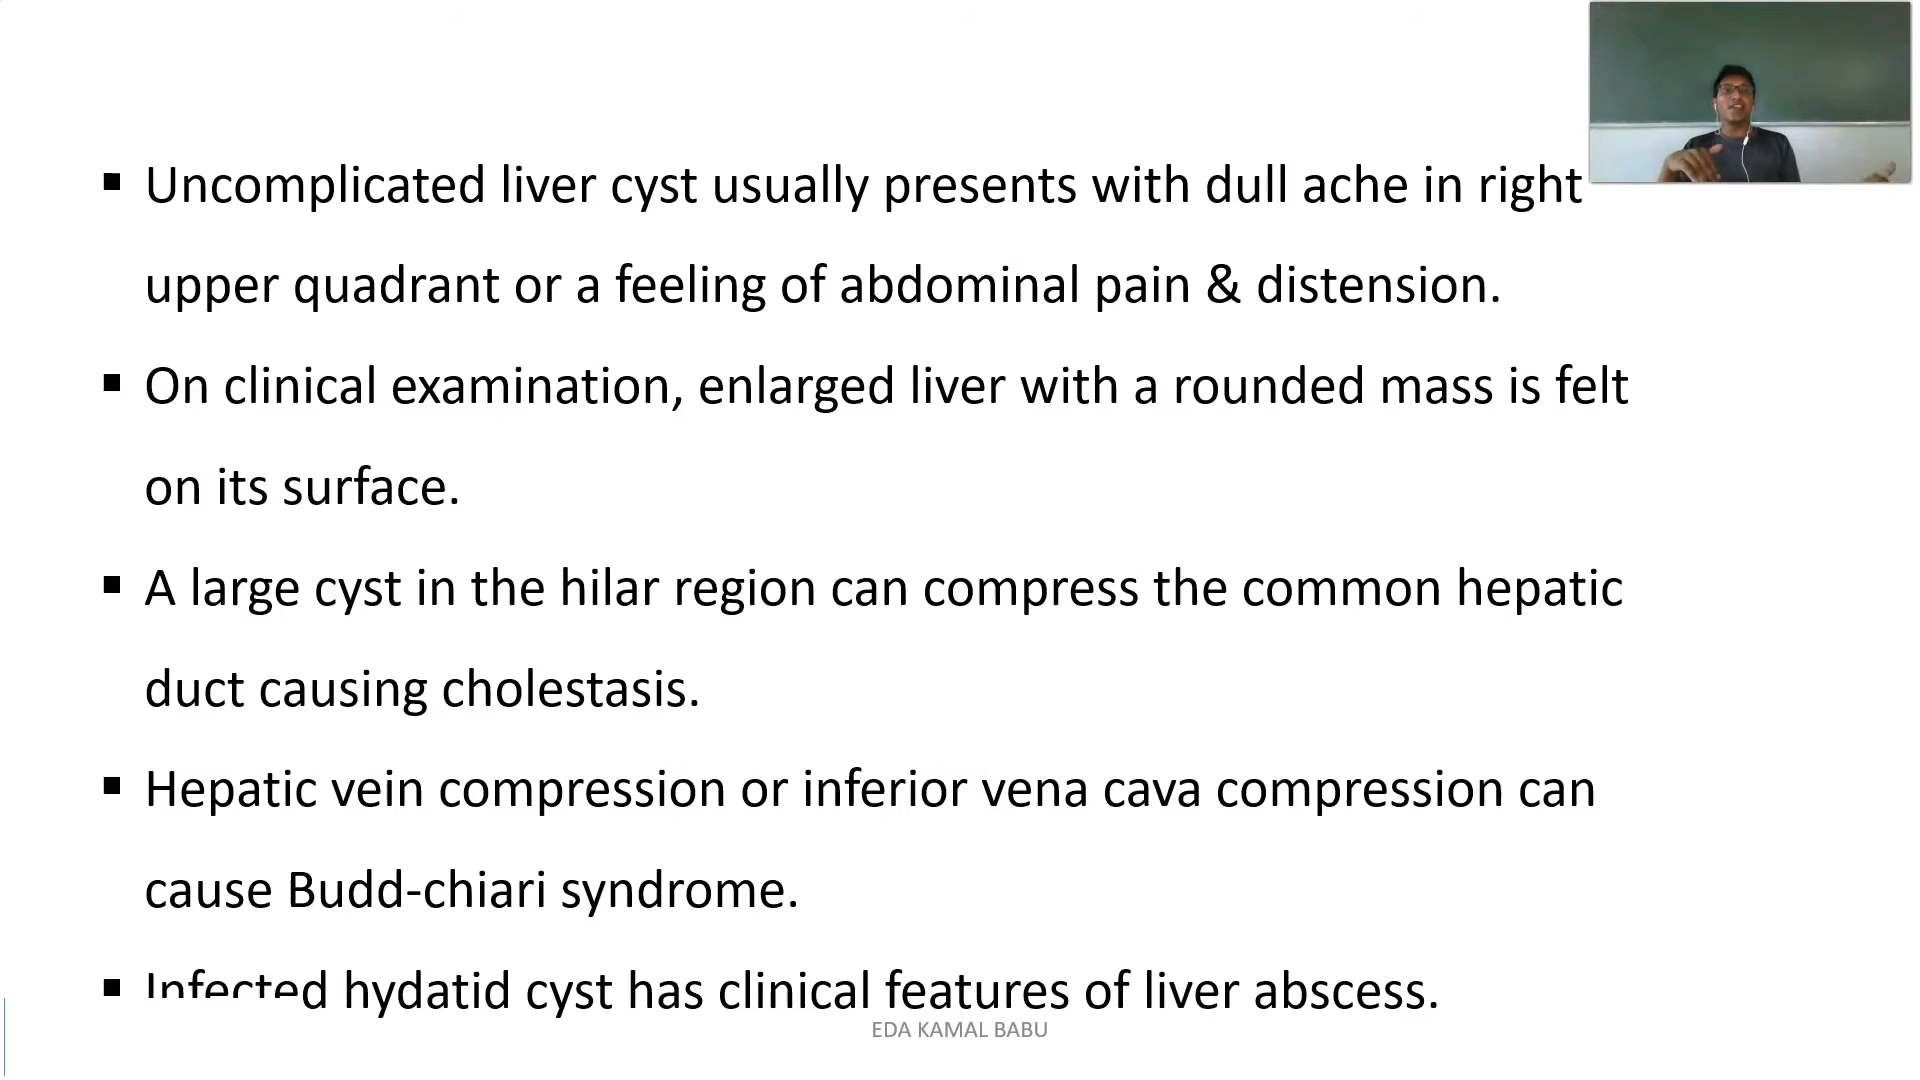 ▪ Uncomplicated liver cyst usually presents with dull ache in right
upper quadrant or a feeling of abdominal pain & distension.
▪ On clinical examination, enlarged liver with a rounded mass is felt
on its surface.
▪ A large cyst in the hilar region can compress the common hepatic
duct causing cholestasis.
▪ Hepatic vein compression or inferior vena cava compression can
cause Budd-chiari syndrome.
▪ Infected hydatid cyst has clinical features of liver abscess.
EDA KAMAL BABU